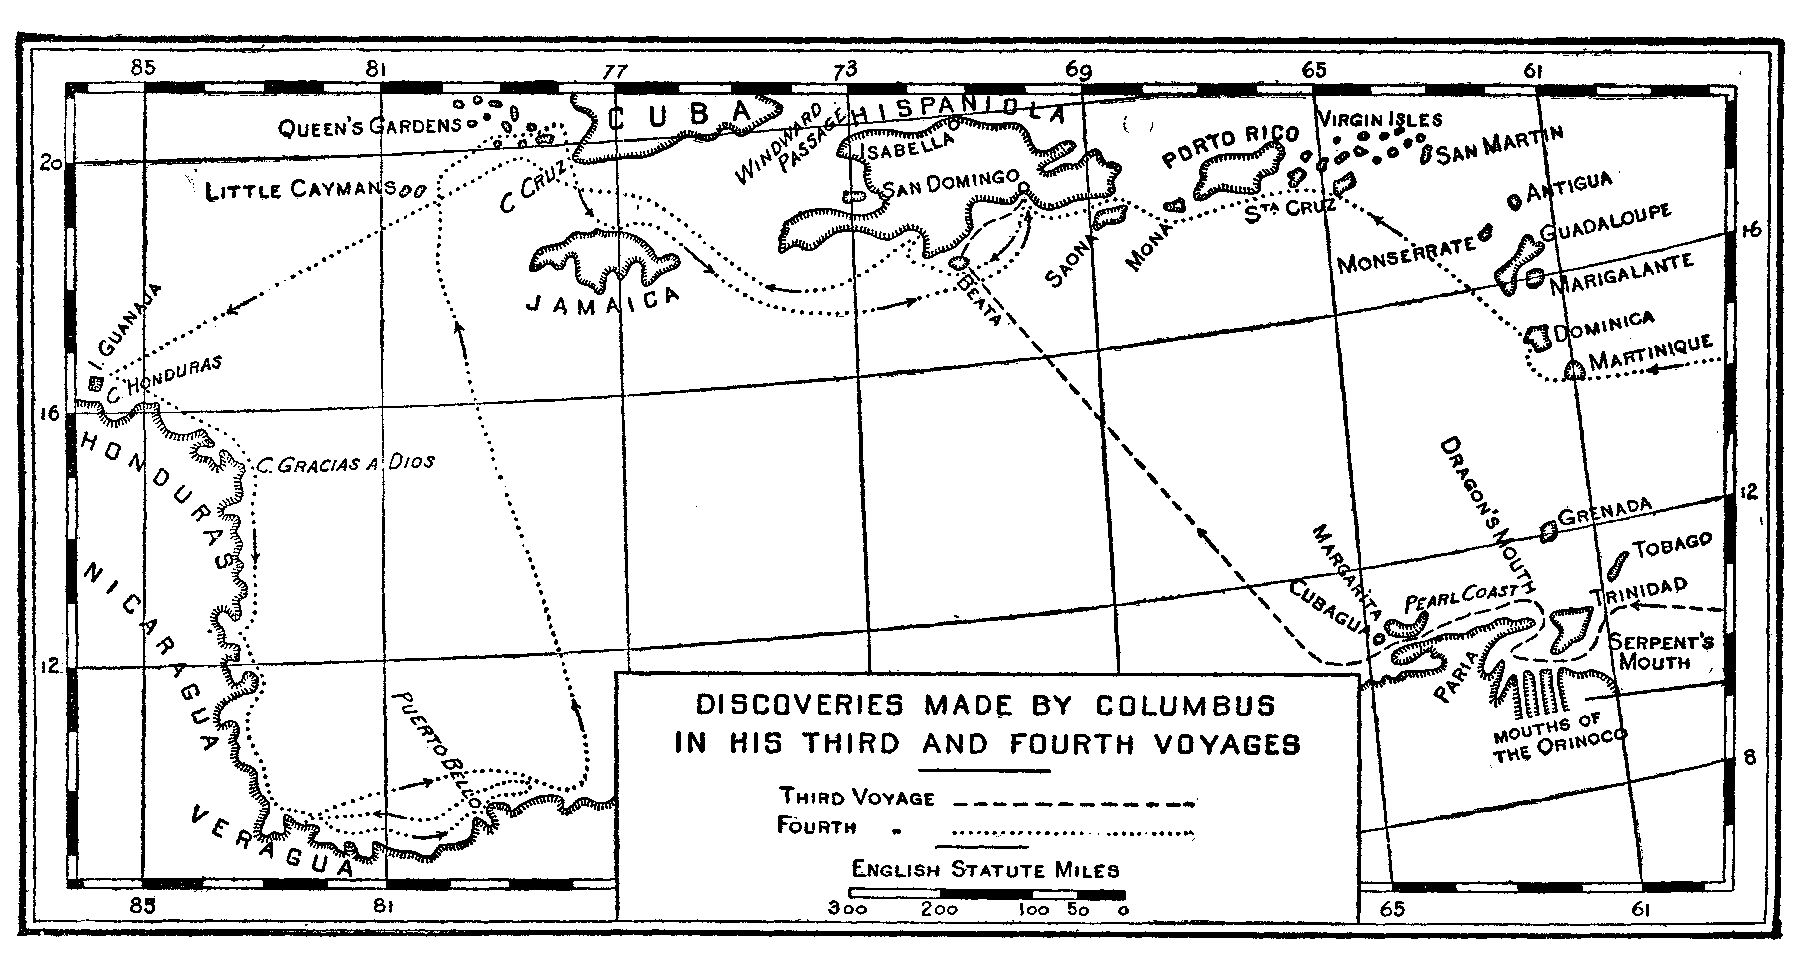 85 81 77 73 69 65 61
CUBA
HISPANIOLA
WINDWARD
PASSAGE
QUEEN'S GARDENS
ISABELLA
PORTO RICO
VIRGIN ISLES
SAN MARTIN
20
LITTLE CAYMANS
C CRUZ
SAN DOMINGO
STA CRUZ
ANTIGUA
GUADALOUPE
16
MONSERRATE
SAONA
MONA
MARIGALANTE
JAMAICA
BEATA
I. GUANAJA
DOMINICA
MARTINIQUE
C HONDURAS
16
HONDURAS
C. GRACIAS A DIOS
DRAGON'S MOUTH
12
GRENADA
TOBAGO
MARGARITA
CUBAGUA
PEARL COAST
TRINIDAD
NICARAGUA
SERPENT'S
MOUTH
12
PARIA
MOUTHS OF
THE ORINOCO
PUERTO BELLO
8
VERAGUA
DISCOVERIES MADE BY COLUMBUS
IN HIS THIRD AND FOURTH VOYAGES
THIRD VOYAGE
FOURTH "
ENGLISH STATUTE MILES
300 200 100 50 0
85 81 65 61